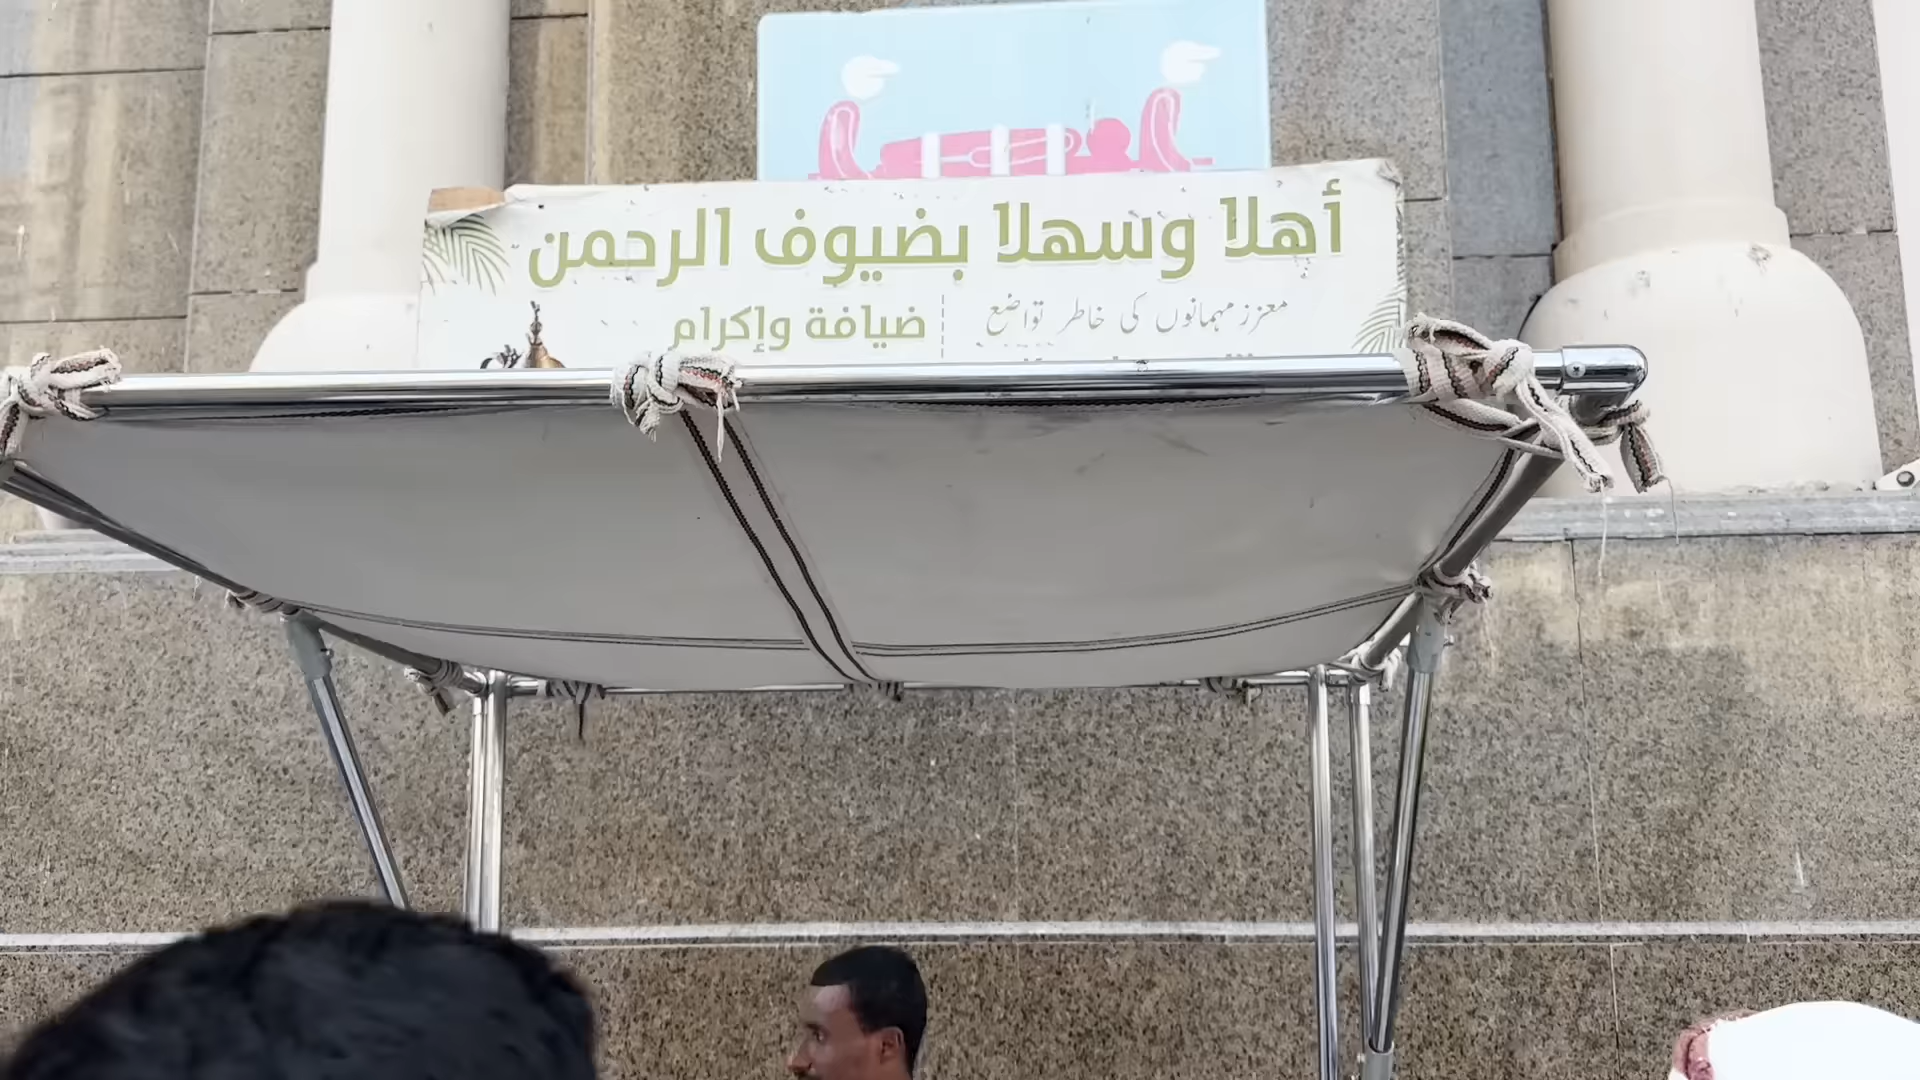 أهلا وسهلا بضيوف الرحمن
معزز مہمانوں کی خاطر تواضع
ضيافة وإكرام